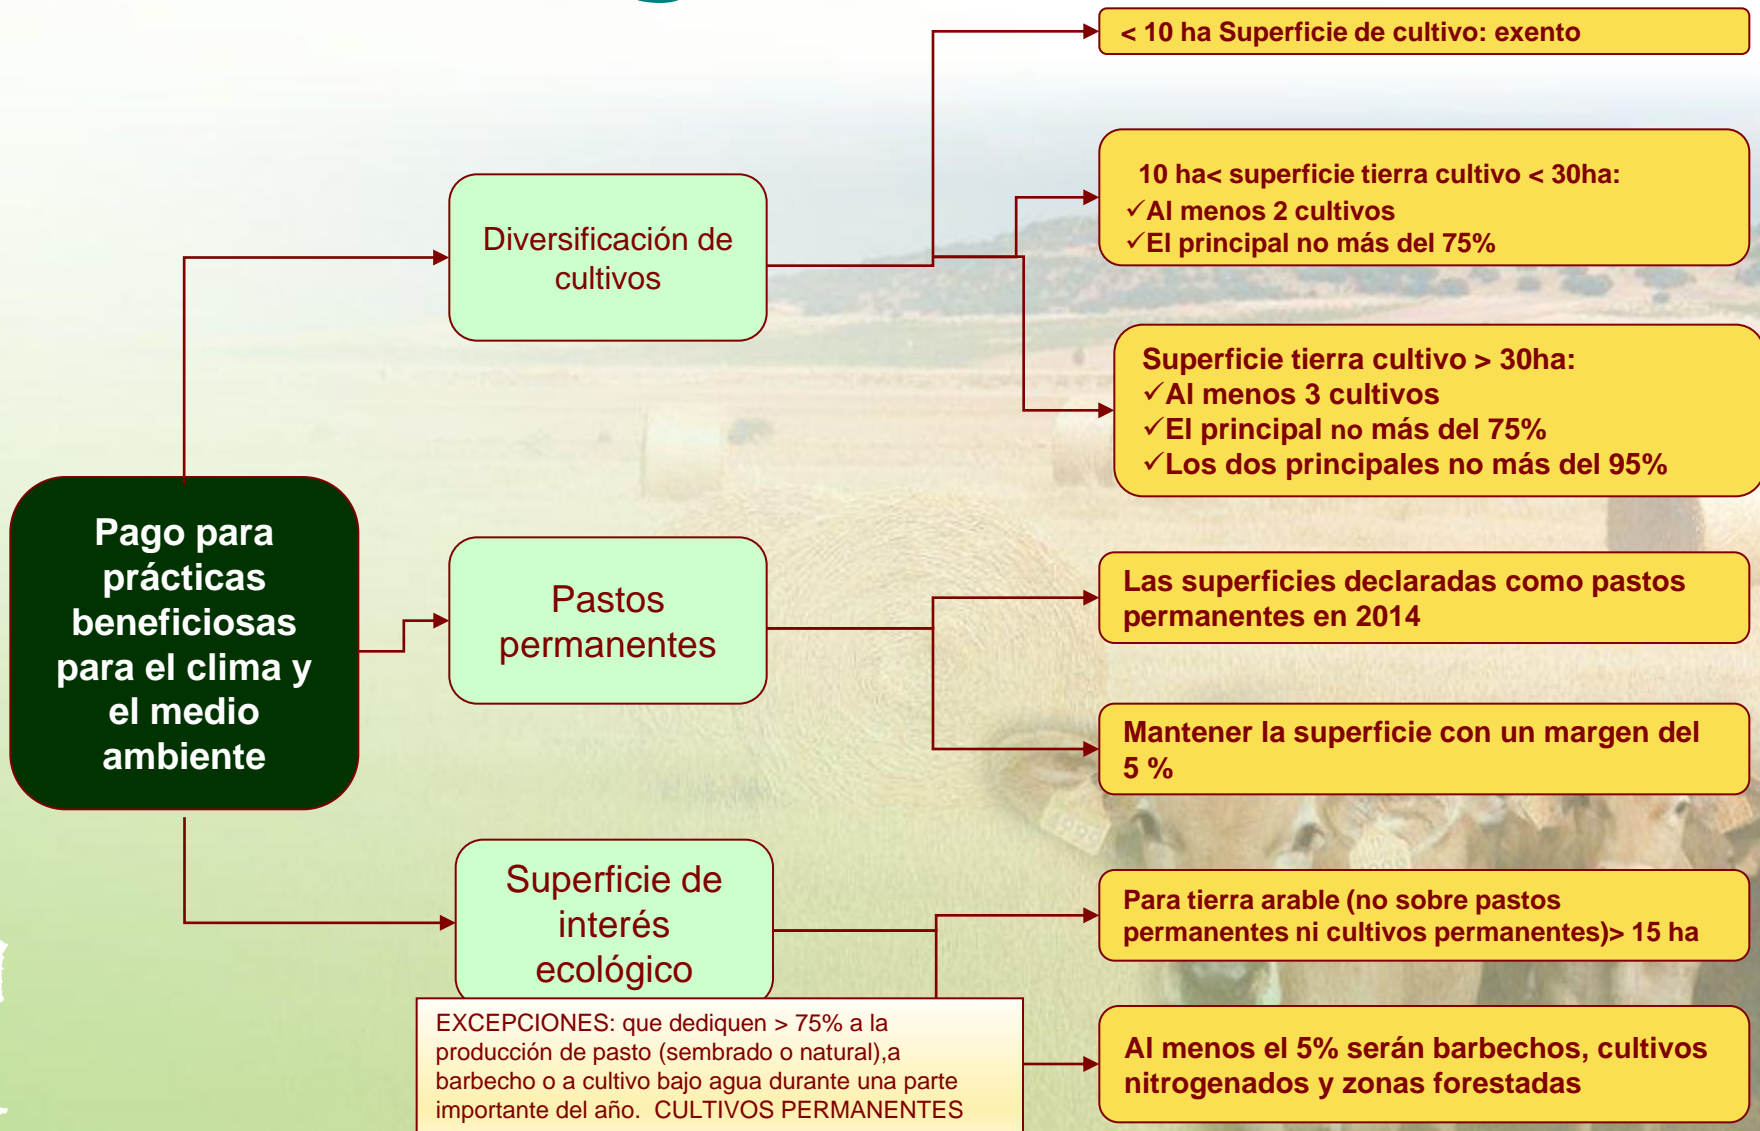 < 10 ha Superficie de cultivo: exento
10 ha< superficie tierra cultivo < 30ha:
✓Al menos 2 cultivos
✓El principal no más del 75%
Diversificación de
cultivos
Superficie tierra cultivo > 30ha:
✓Al menos 3 cultivos
✓El principal no más del 75%
✓Los dos principales no más del 95%
Pago para
prácticas
beneficiosas
para el clima y
el medio
ambiente
Pastos
permanentes
Las superficies declaradas como pastos
permanentes en 2014
Mantener la superficie con un margen del
5 %
Superficie de
interés
ecológico
Para tierra arable (no sobre pastos
permanentes ni cultivos permanentes)> 15 ha
EXCEPCIONES: que dediquen > 75% a la
producción de pasto (sembrado o natural),a
barbecho o a cultivo bajo agua durante una parte
importante del año. CULTIVOS PERMANENTES
Al menos el 5% serán barbechos, cultivos
nitrogenados y zonas forestadas